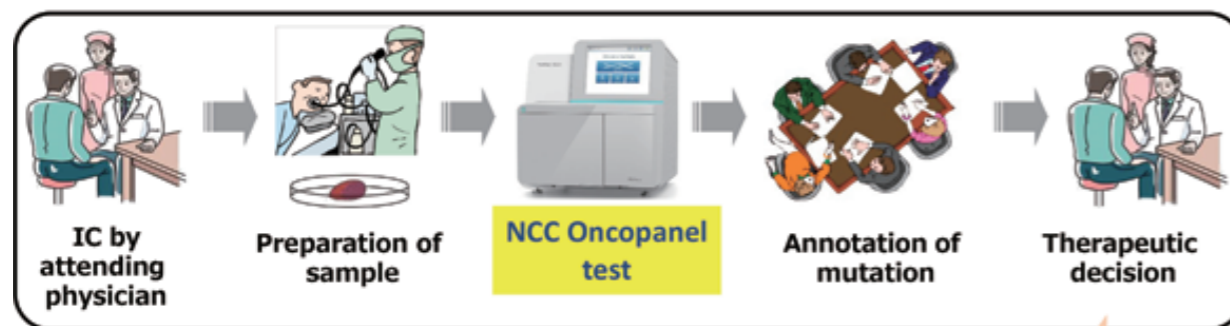 IC by
attending
physician
Preparation of
sample
NCC Oncopanel
test
Annotation of
mutation
Therapeutic
decision